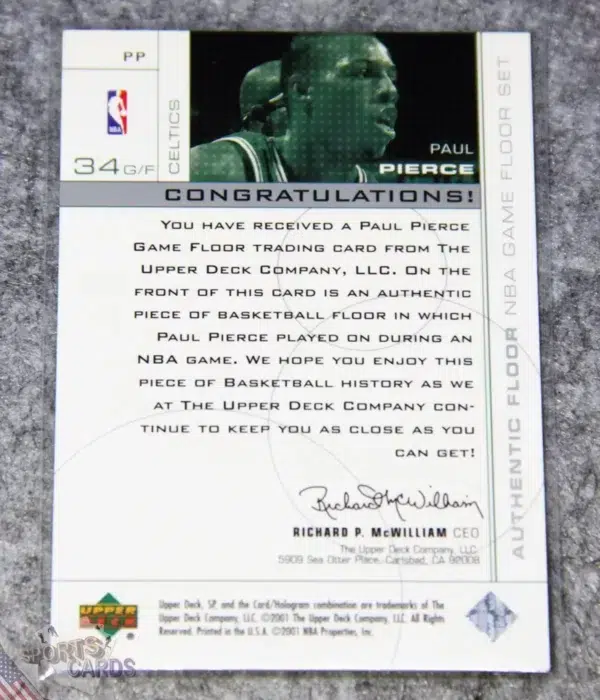 PP
NBA
34 G/F
CELTICS
PAUL
PIERCE
CONGRATULATIONS!
YOU HAVE RECEIVED A PAUL PIERCE
GAME FLOOR TRADING CARD FROM THE
UPPER DECK COMPANY, LLC. ON THE
FRONT OF THIS CARD IS AN AUTHENTIC
PIECE OF BASKETBALL FLOOR IN WHICH
PAUL PIERCE PLAYED ON DURING AN
NBA GAME. WE HOPE YOU ENJOY THIS
PIECE OF BASKETBALL HISTORY AS WE
AT THE UPPER DECK COMPANY CON-
TINUE TO KEEP YOU AS CLOSE AS YOU
CAN GET!
Richard P. McWilliam
RICHARD P. McWILLIAM CEO
The Upper Deck Company, LLC
5909 Sea Otter Place, Carlsbad, CA 92008
AUTHENTIC FLOOR NBA GAME FLOOR SET
UPPER
DECK
Upper Deck, SP, and the Card/Hologram combination are trademarks of The
Upper Deck Company, LLC. ©2001 The Upper Deck Company, LLC. All Rights
Reserved. Printed in the U.S.A. ©2001 NBA Properties, Inc.
SPORTS
CARDS